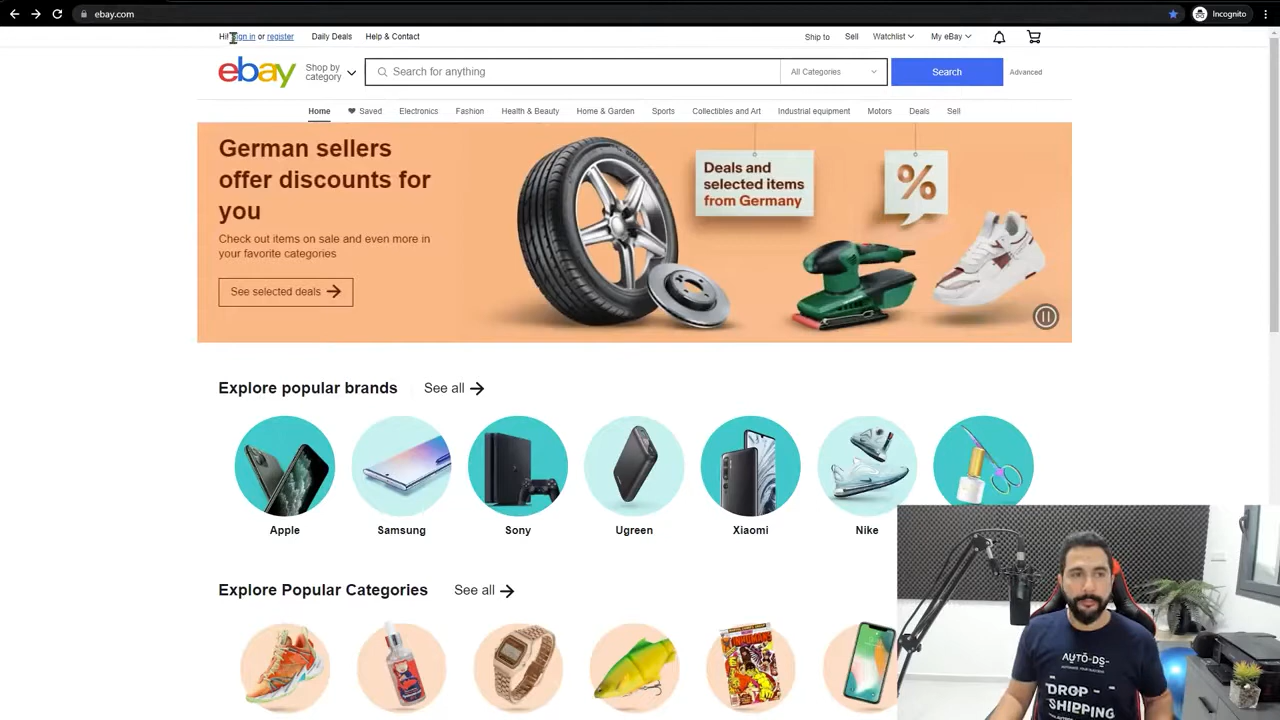 ebay.com
Incognito
Hi! Sign in or register
Daily Deals
Help & Contact
Ship to
Sell
Watchlist
My eBay
ebay
Shop by
category
Search for anything
All Categories
Search
Advanced
Home
Saved
Electronics
Fashion
Health & Beauty
Home & Garden
Sports
Collectibles and Art
Industrial equipment
Motors
Deals
Sell
German sellers
offer discounts for
you
Check out items on sale and even more in
your favorite categories
See selected deals
Deals and
selected items
from Germany
%
Explore popular brands
See all
Apple
Samsung
Sony
Ugreen
Xiaomi
Nike
Explore Popular Categories
See all
AUTO-DS
DROP
SHIPPING